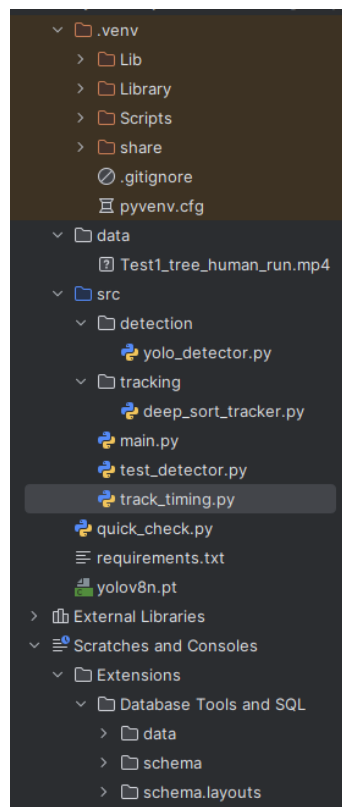 .venv
Lib
Library
Scripts
share
.gitignore
pyvenv.cfg
data
Test1_tree_human_run.mp4
src
detection
yolo_detector.py
tracking
deep_sort_tracker.py
main.py
test_detector.py
track_timing.py
quick_check.py
requirements.txt
yolov8n.pt
External Libraries
Scratches and Consoles
Extensions
Database Tools and SQL
data
schema
schema.layouts